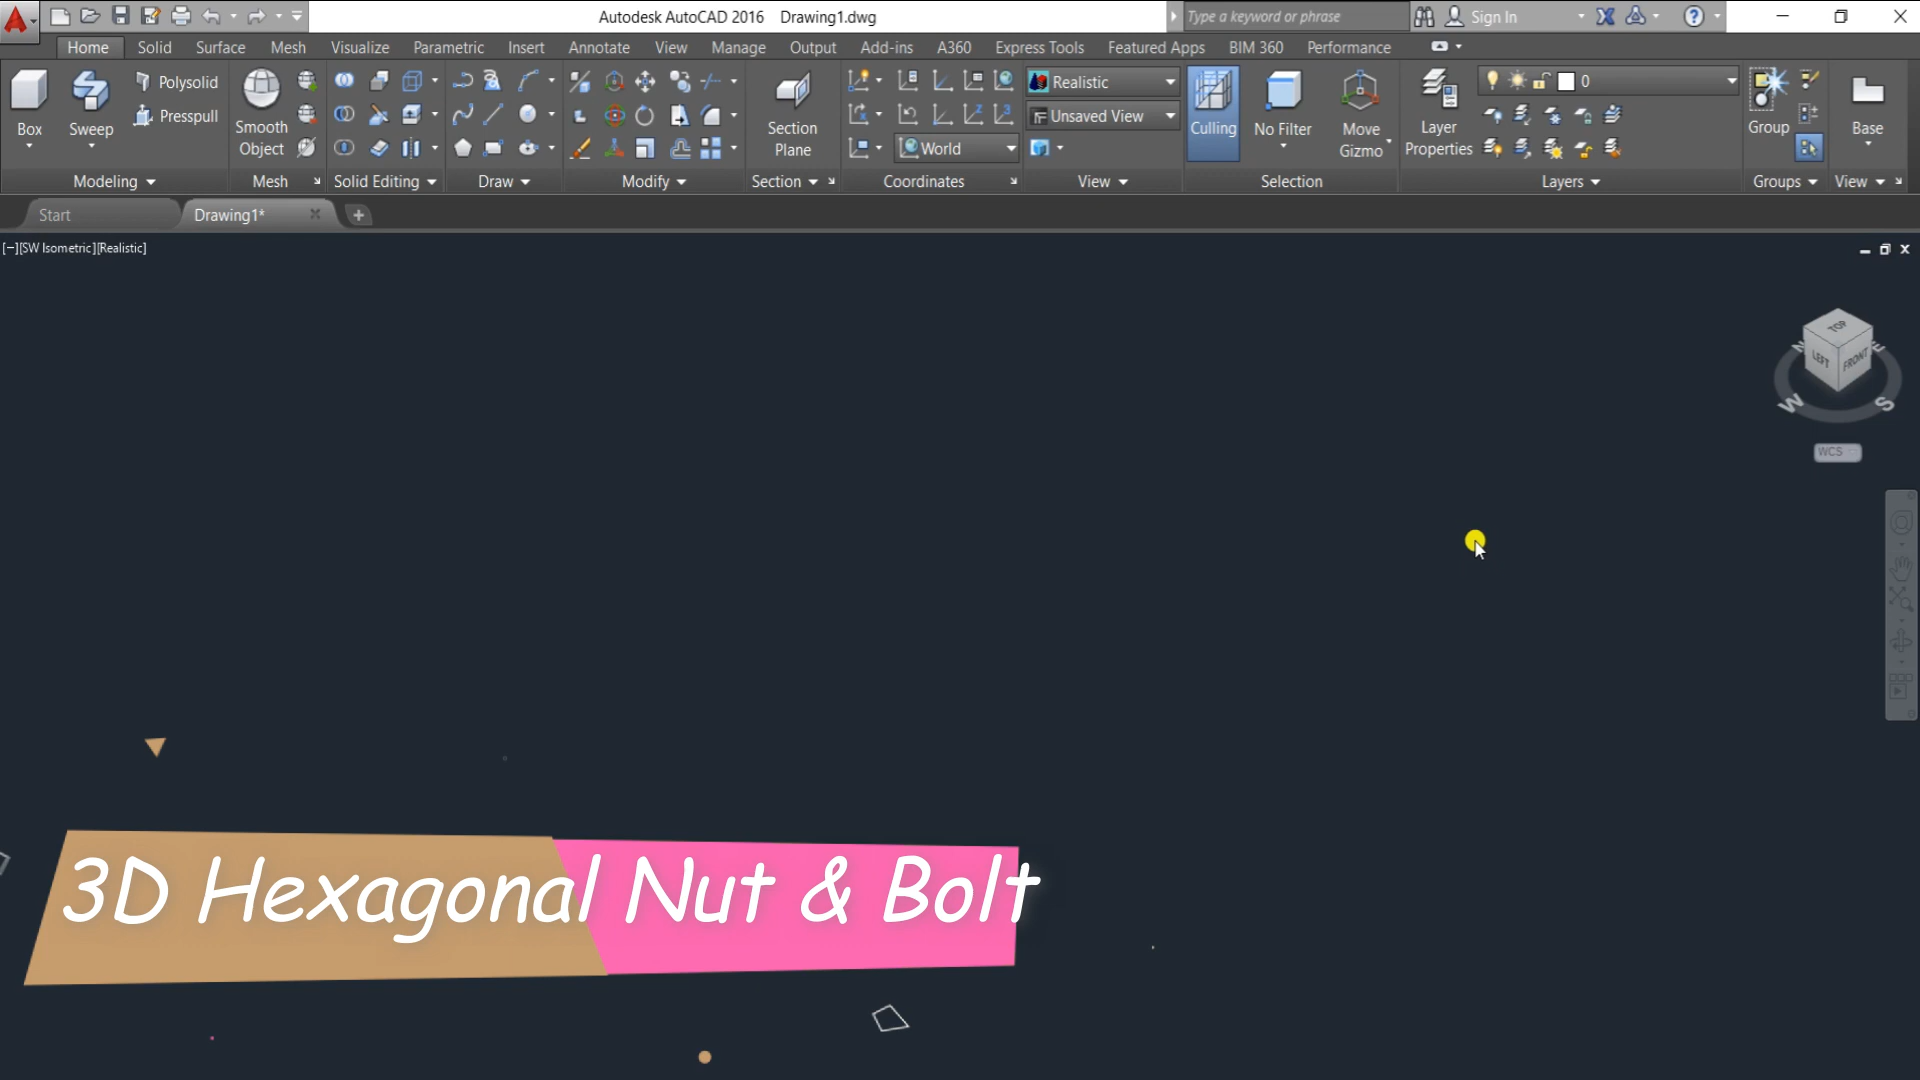 Autodesk AutoCAD 2016 Drawing1.dwg
Type a keyword or phrase
Sign In
Home Solid Surface Mesh Visualize Parametric Insert Annotate View Manage Output Add-ins A360 Express Tools Featured Apps BIM 360 Performance
Box
Sweep
Polysolid
Presspull
Smooth
Object
Section
Plane
World
Realistic
Unsaved View
Culling
No Filter
Move
Gizmo
Layer
Properties
0
Group
Base
Modeling Mesh Solid Editing Draw Modify Section Coordinates View Selection Layers Groups View
Start Drawing1*
[−][SW Isometric][Realistic]
TOP
LEFT
FRONT
W
S
WCS
3D Hexagonal Nut & Bolt